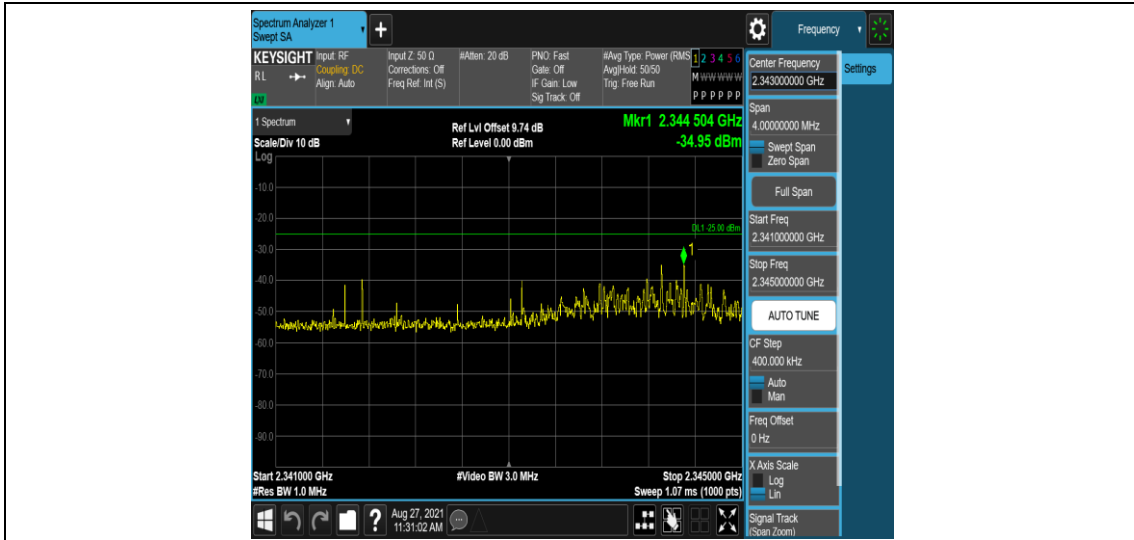 Spectrum Analyzer 1
Swept SA
+
Frequency
KEYSIGHT
RL
LXI
Input: RF
Coupling: DC
Align: Auto
Input Z: 50 Ω
Corrections: Off
Freq Ref: Int (S)
#Atten: 20 dB
PNO: Fast
Gate: Off
IF Gain: Low
Sig Track: Off
#Avg Type: Power (RMS
Avg|Hold: 50/50
Trig: Free Run
1 2 3 4 5 6
M W W W W W
P P P P P P
1 Spectrum
Scale/Div 10 dB
Log
Ref Lvl Offset 9.74 dB
Ref Level 0.00 dBm
Mkr1 2.344 504 GHz
-34.95 dBm
-10.0
-20.0
DL1 -25.00 dBm
1
-30.0
-40.0
-50.0
-60.0
-70.0
-80.0
-90.0
Start 2.341000 GHz
#Res BW 1.0 MHz
#Video BW 3.0 MHz
Stop 2.345000 GHz
Sweep 1.07 ms (1000 pts)
Center Frequency
2.343000000 GHz
Settings
Span
4.00000000 MHz
Swept Span
Zero Span
Full Span
Start Freq
2.341000000 GHz
Stop Freq
2.345000000 GHz
AUTO TUNE
CF Step
400.000 kHz
Auto
Man
Freq Offset
0 Hz
X Axis Scale
Log
Lin
Signal Track
(Span Zoom)
?
Aug 27, 2021
11:31:02 AM